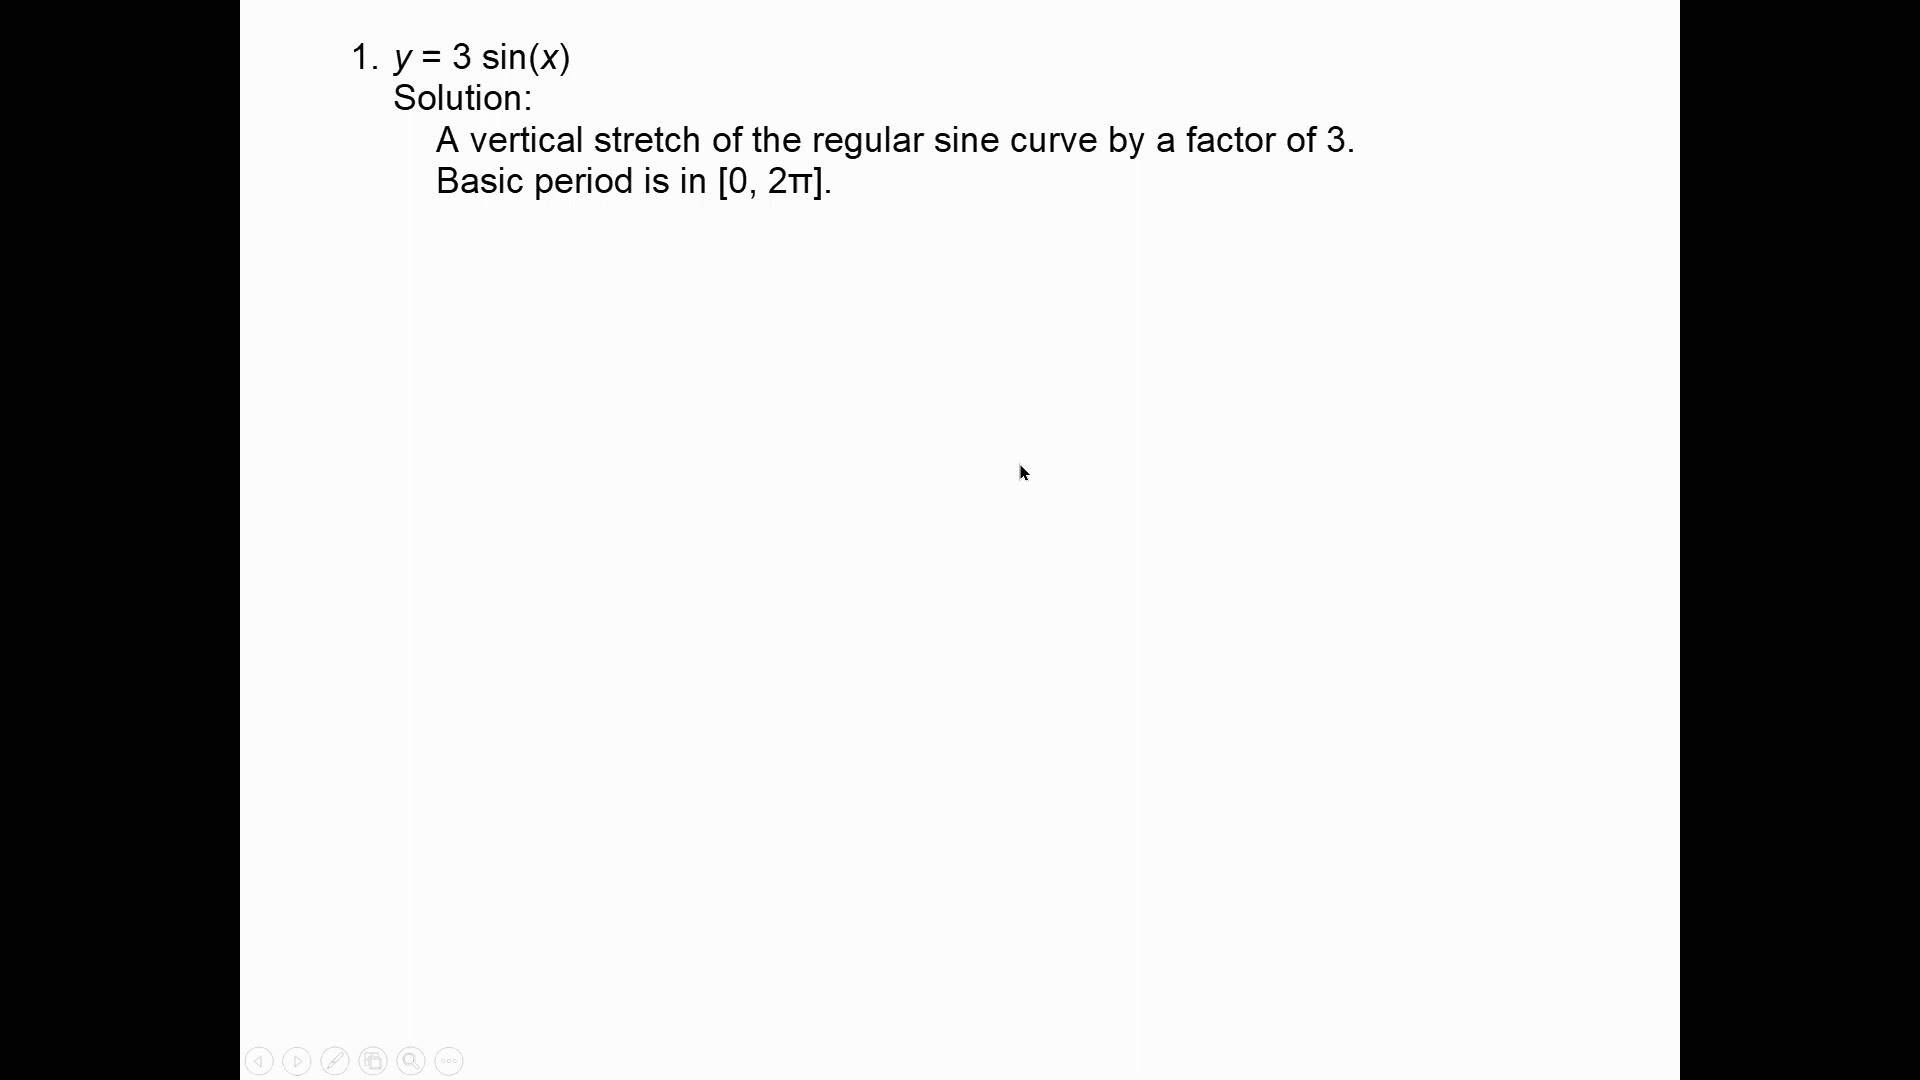 1. y = 3 sin(x)
Solution:
A vertical stretch of the regular sine curve by a factor of 3.
Basic period is in [0, 2π].